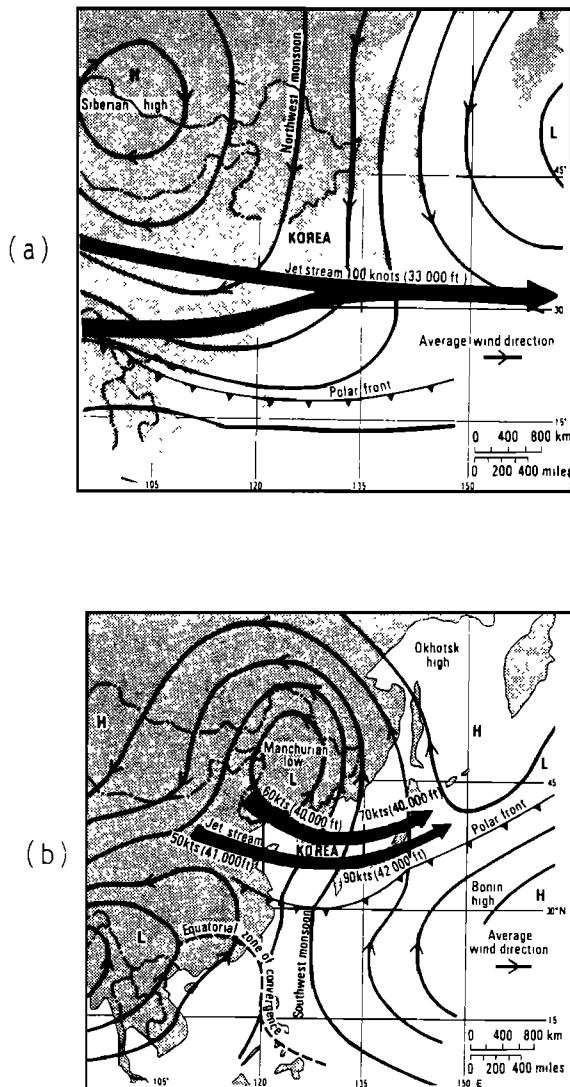 (a)
H
Siberian high
Northwest monsoon
L
45°
KOREA
Jet stream 100 knots (33 000 ft)
30
Average wind direction
Polar front
15°
0 400 800 km
0 200 400 miles
105 120 135 150
(b)
Okhotsk high
H
H
Manchurian low
L
L
45
60kts (40,000 ft)
70kts (40,000 ft)
Polar front
Jet stream
50kts (41,000ft)
KOREA
90kts (42 000 ft)
Bonin high
H
30° N
L
Equatorial zone of convergence
Southwest monsoon
Average wind direction
15
0 400 800 km
0 200 400 miles
105° 120 135 150 E